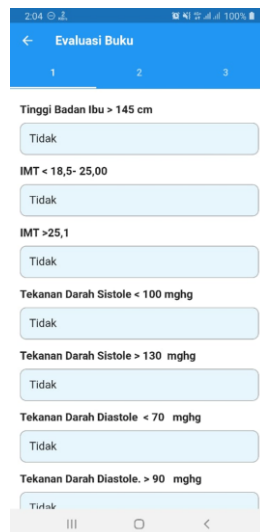 2:04 100%
Evaluasi Buku
1 2 3
Tinggi Badan Ibu > 145 cm
Tidak
IMT < 18,5- 25,00
Tidak
IMT >25,1
Tidak
Tekanan Darah Sistole < 100 mghg
Tidak
Tekanan Darah Sistole > 130 mghg
Tidak
Tekanan Darah Diastole < 70 mghg
Tidak
Tekanan Darah Diastole. > 90 mghg
Tidak